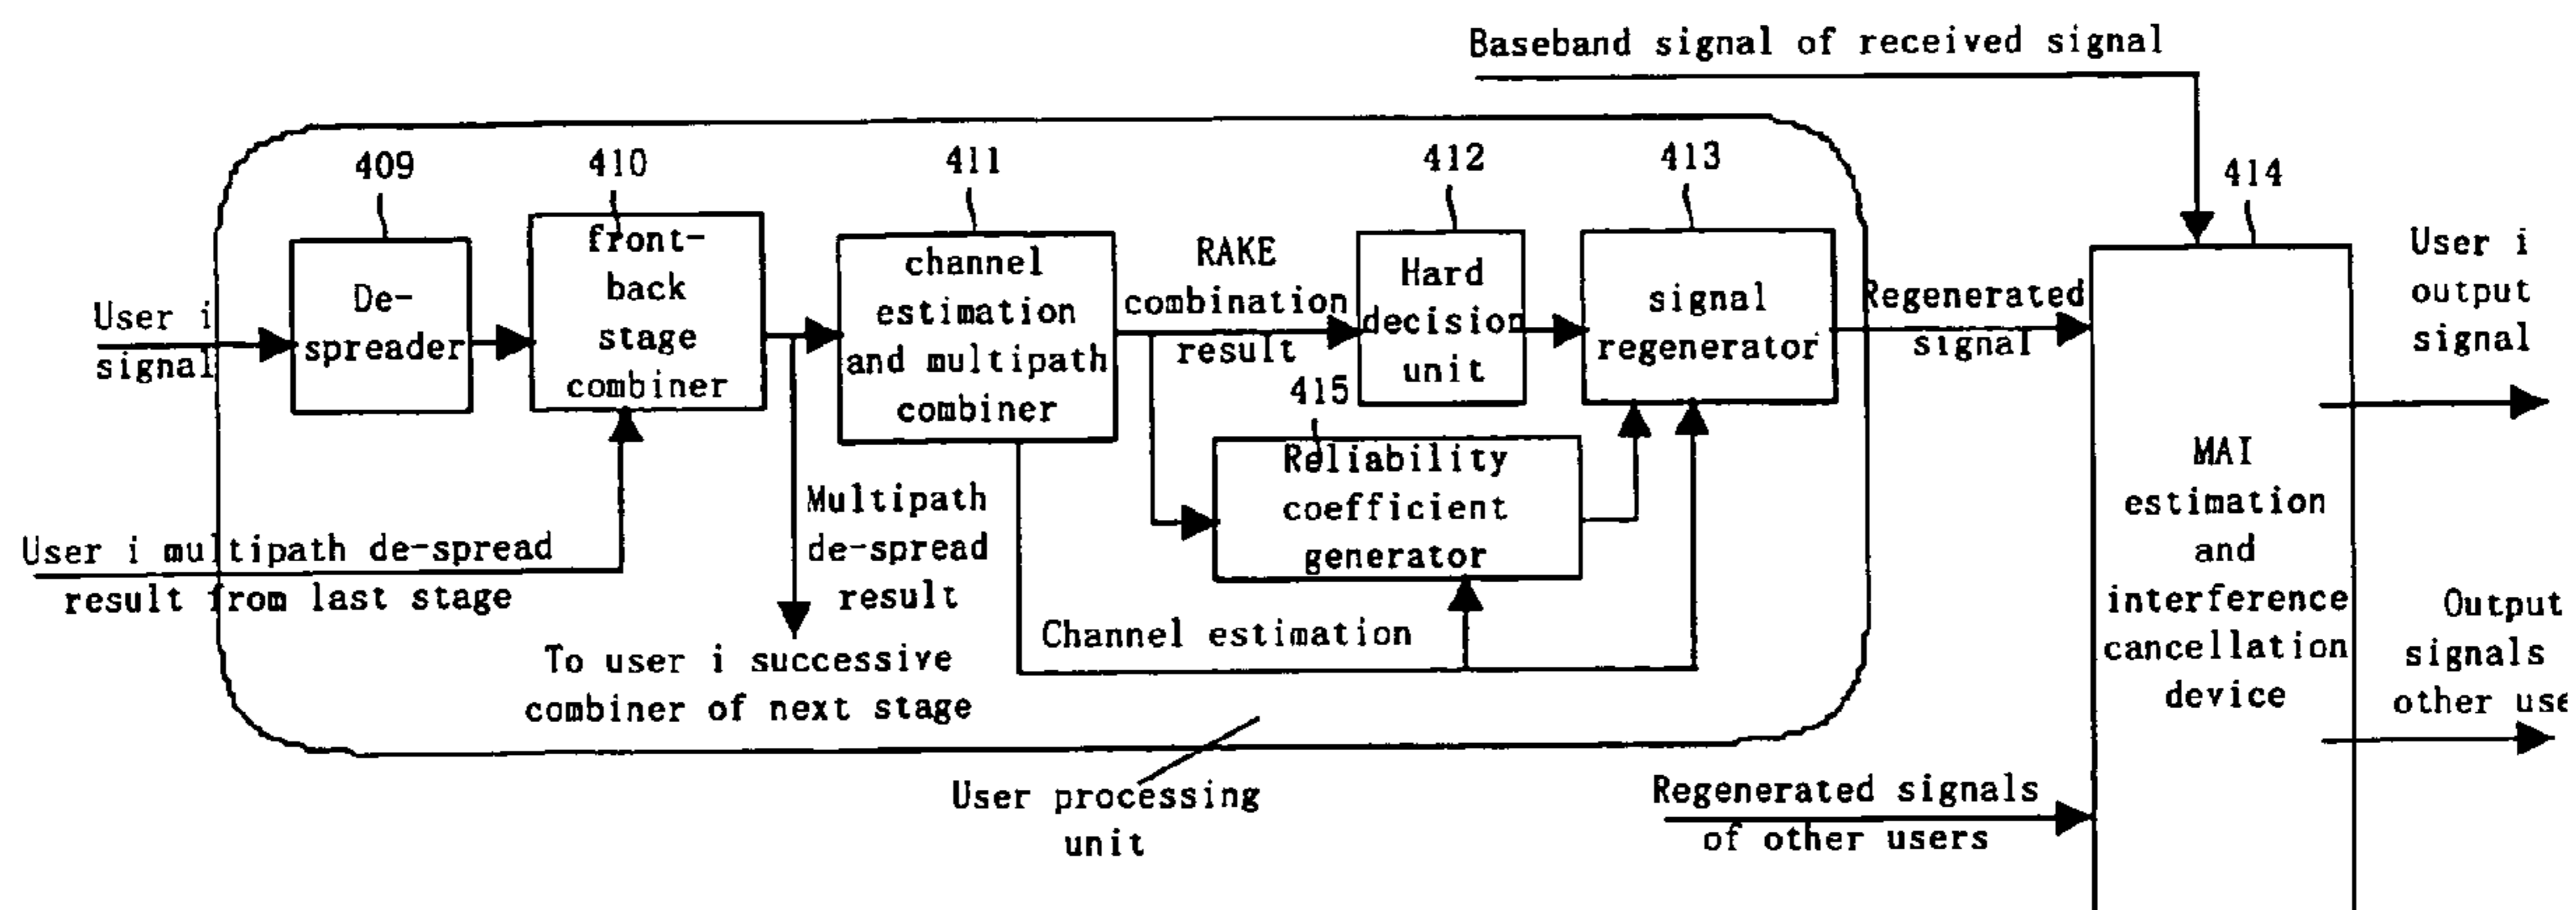 Baseband signal of received signal
409
410
411
412
413
414
User i
signal
De-
spreader
front-
back
stage
combiner
channel
estimation
and multipath
combiner
RAKE
combination
result
Hard
decision
unit
signal
regenerator
Regenerated
signal
User i
output
signal
415
Reliability
coefficient
generator
User i multipath de-spread
result from last stage
Multipath
de-spread
result
To user i successive
combiner of next stage
Channel estimation
MAI
estimation
and
interference
cancellation
device
Output
signals
other use
User processing
unit
Regenerated signals
of other users